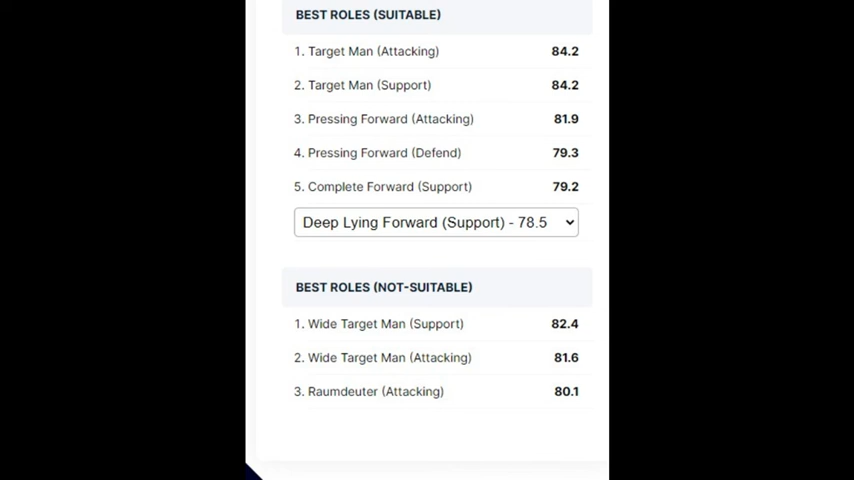 BEST ROLES (SUITABLE)
1. Target Man (Attacking) 84.2
2. Target Man (Support) 84.2
3. Pressing Forward (Attacking) 81.9
4. Pressing Forward (Defend) 79.3
5. Complete Forward (Support) 79.2
Deep Lying Forward (Support) - 78.5
BEST ROLES (NOT-SUITABLE)
1. Wide Target Man (Support) 82.4
2. Wide Target Man (Attacking) 81.6
3. Raumdeuter (Attacking) 80.1